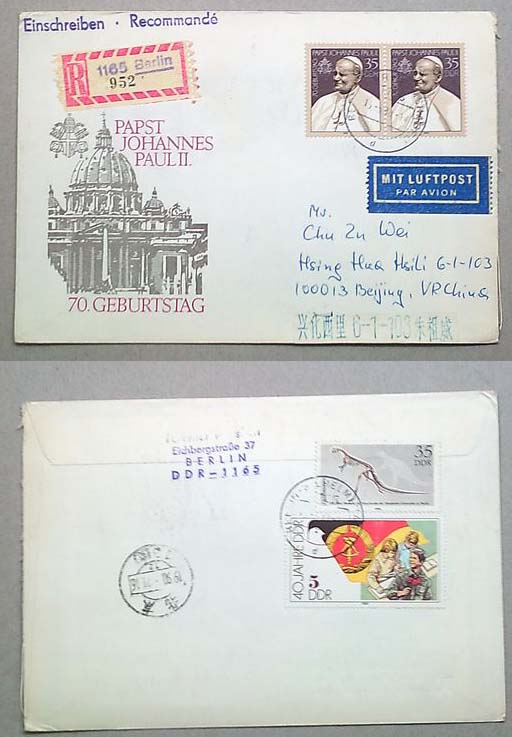 Einschreiben · Recommandé
R
1165 Berlin
952
PAPST JOHANNES PAUL II.
35
DDR
PAPST JOHANNES PAUL II.
35
DDR
PAPST
JOHANNES
PAUL II.
MIT LUFTPOST
PAR AVION
Mr.
Chu Zu Wei
Hsing Hua Hsili 6-1-103
100013 Beijing, VR China
兴化西里 6-1-103 朱祖威
70. GEBURTSTAG
Eichbergstraße 37
BERLIN
DDR-1165
35
DDR
40 JAHRE DDR
5
DDR